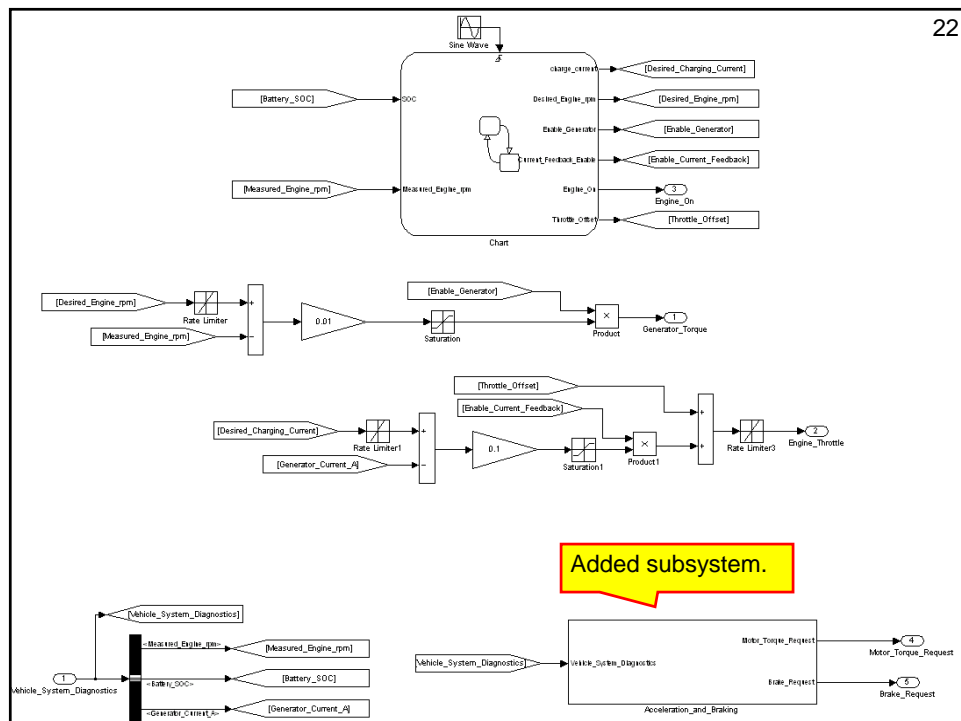 22
Sine Wave
charge_current
[Desired_Charging_Current]
[Battery_SOC]
SOC
Desired_Engine_rpm
[Desired_Engine_rpm]
Enable_Generator
[Enable_Generator]
Current_Feedback_Enable
[Enable_Current_Feedback]
[Measured_Engine_rpm]
Measured_Engine_rpm
Engine_On
3
Engine_On
Throttle_Offset
[Throttle_Offset]
Chart
[Desired_Engine_rpm]
Rate Limiter
[Enable_Generator]
+
−
[Measured_Engine_rpm]
0.01
Saturation
×
Product
1
Generator_Torque
[Throttle_Offset]
[Enable_Current_Feedback]
[Desired_Charging_Current]
Rate Limiter1
+
−
[Generator_Current_A]
0.1
Saturation1
×
Product1
+
+
Rate Limiter3
2
Engine_Throttle
Added subsystem.
[Vehicle_System_Diagnostics]
<Measured_Engine_rpm>
[Measured_Engine_rpm]
1
Vehicle_System_Diagnostics
<Battery_SOC>
[Battery_SOC]
<Generator_Current_A>
[Generator_Current_A]
[Vehicle_System_Diagnostics]
Vehicle_System_Diagnostics
Motor_Torque_Request
4
Motor_Torque_Request
Brake_Request
5
Brake_Request
Acceleration_and_Braking